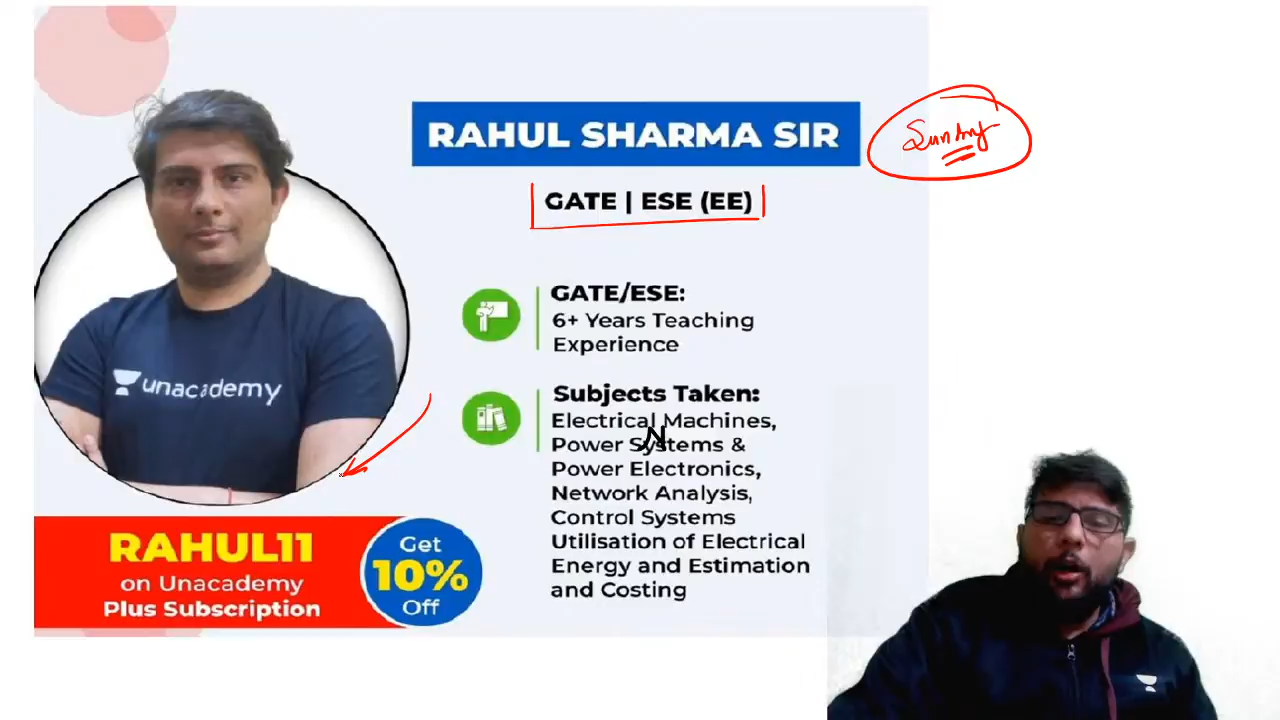 RAHUL SHARMA SIR
Sunday
GATE | ESE (EE)
GATE/ESE:
6+ Years Teaching
Experience
Subjects Taken:
Electrical Machines,
Power Systems &
Power Electronics,
Network Analysis,
Control Systems
Utilisation of Electrical
Energy and Estimation
and Costing
unacademy
RAHUL11
on Unacademy
Plus Subscription
Get
10%
Off
N